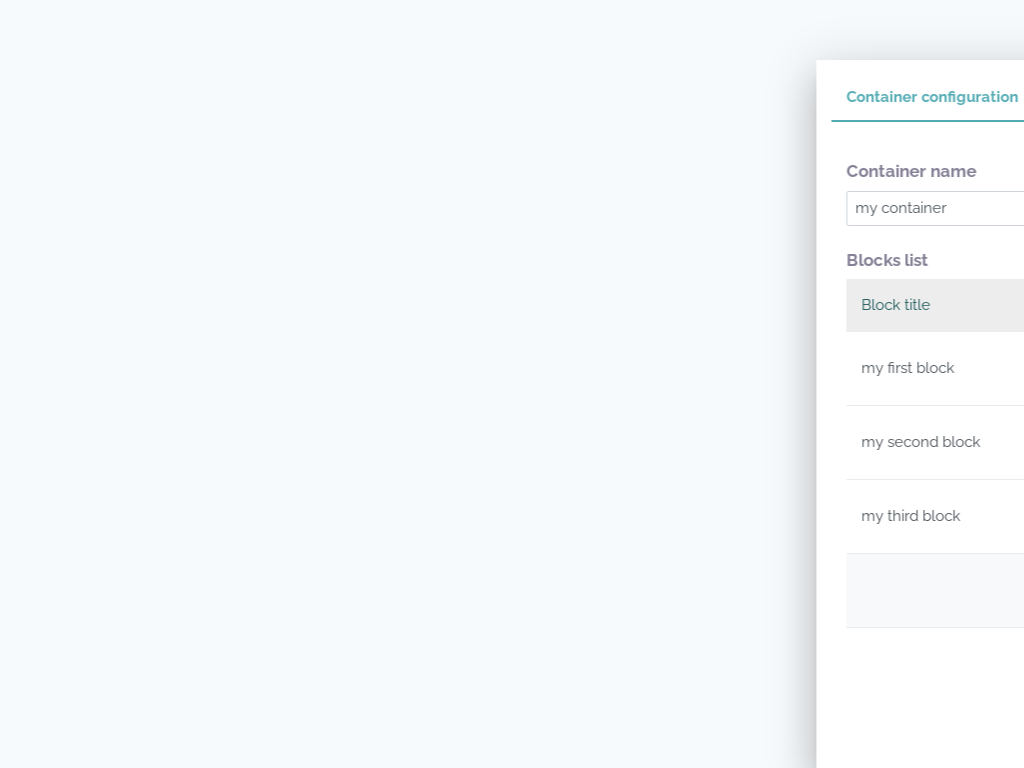 Container configuration
Container name
my container
Blocks list
Block title
my first block
my second block
my third block